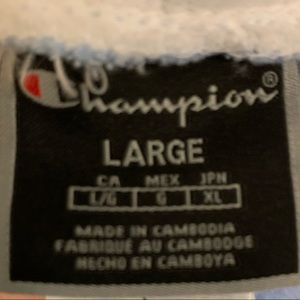 Champion®
LARGE
CA MEX JPN
L/G G XL
MADE IN CAMBODIA
FABRIQUÉ AU CAMBODGE
HECHO EN CAMBOYA